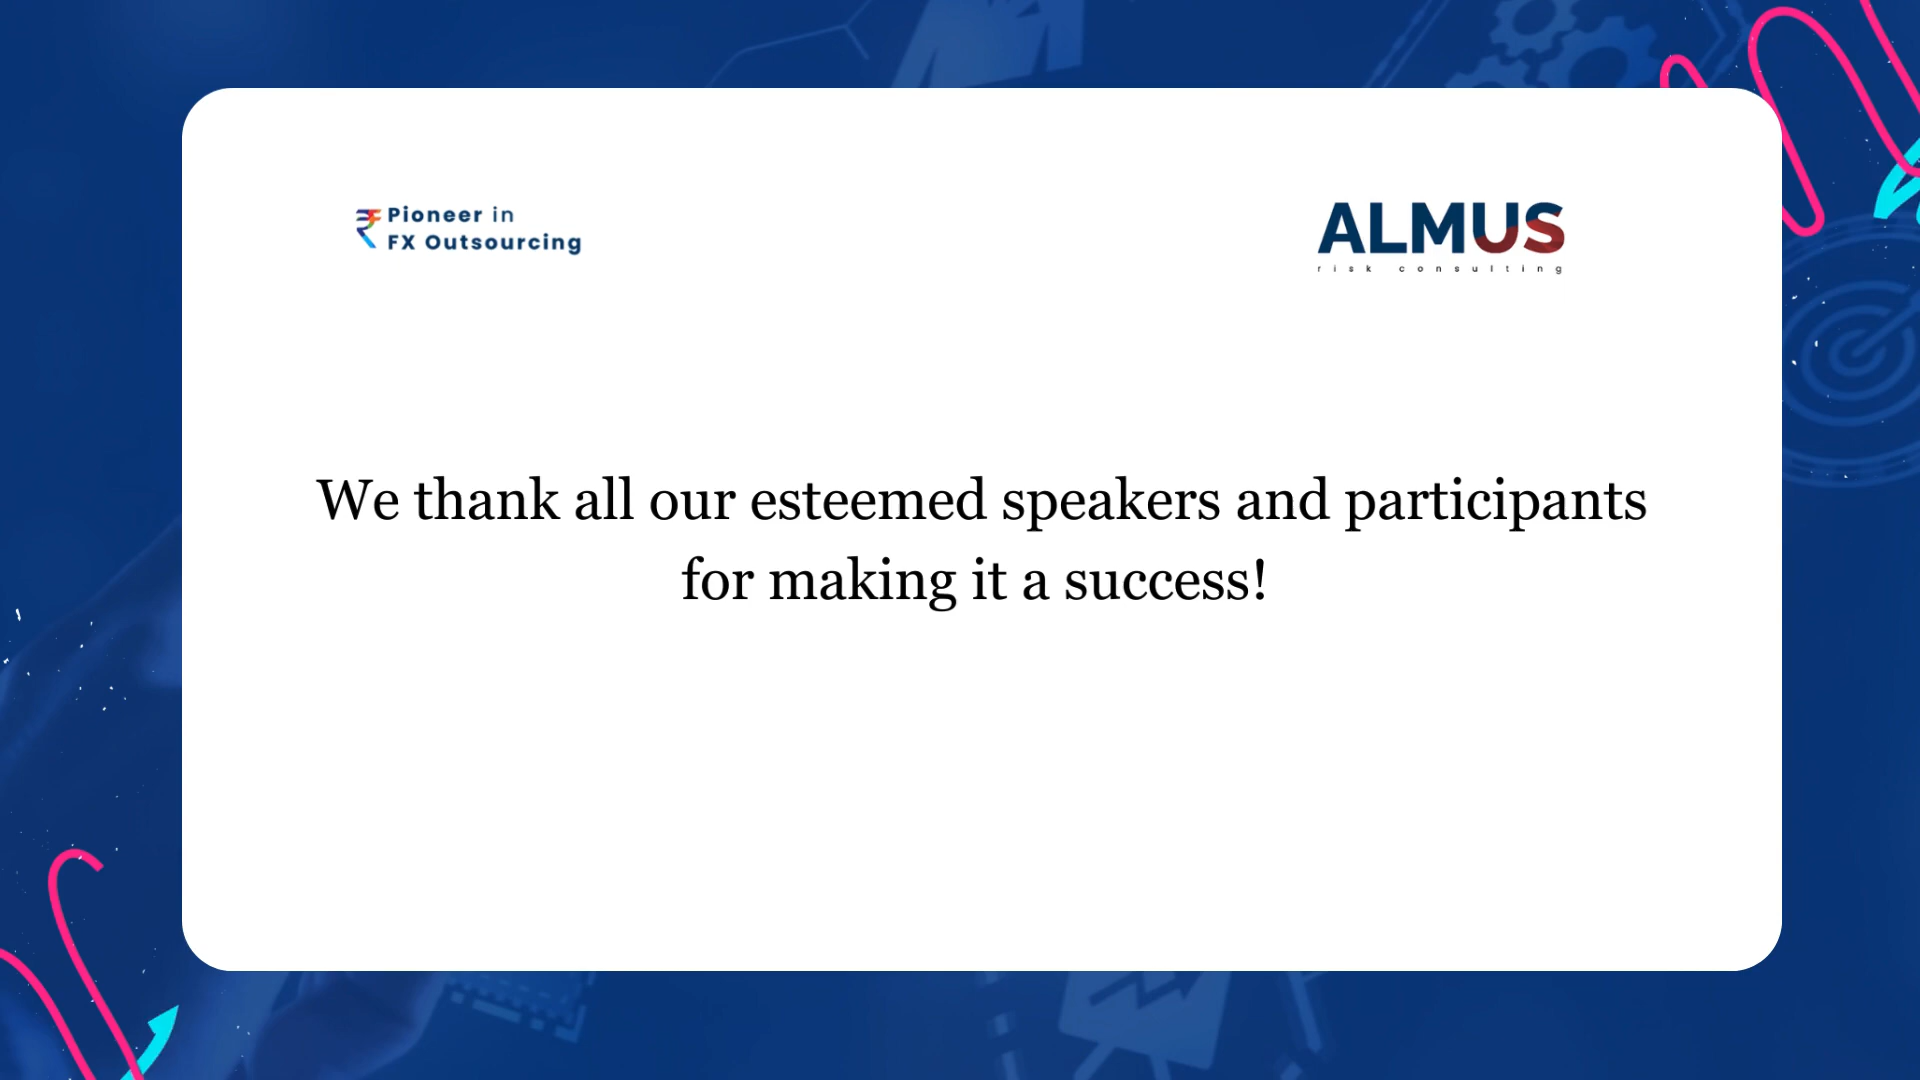 Pioneer in
FX Outsourcing
ALMUS
risk consulting
We thank all our esteemed speakers and participants
for making it a success!